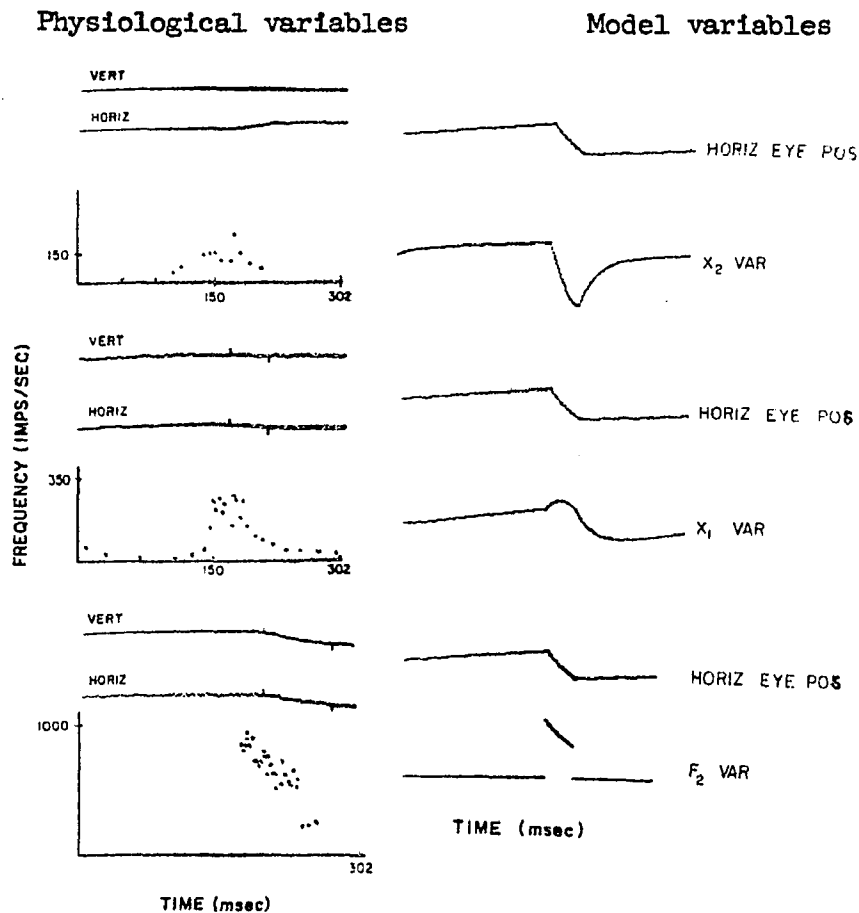 Physiological variables
Model variables
VERT
HORIZ
HORIZ EYE POS
150
X₂ VAR
150
302
VERT
HORIZ
HORIZ EYE POS
FREQUENCY (IMPS/SEC)
350
X₁ VAR
150
302
VERT
HORIZ
HORIZ EYE POS
1000
F₂ VAR
TIME (msec)
302
TIME (msec)